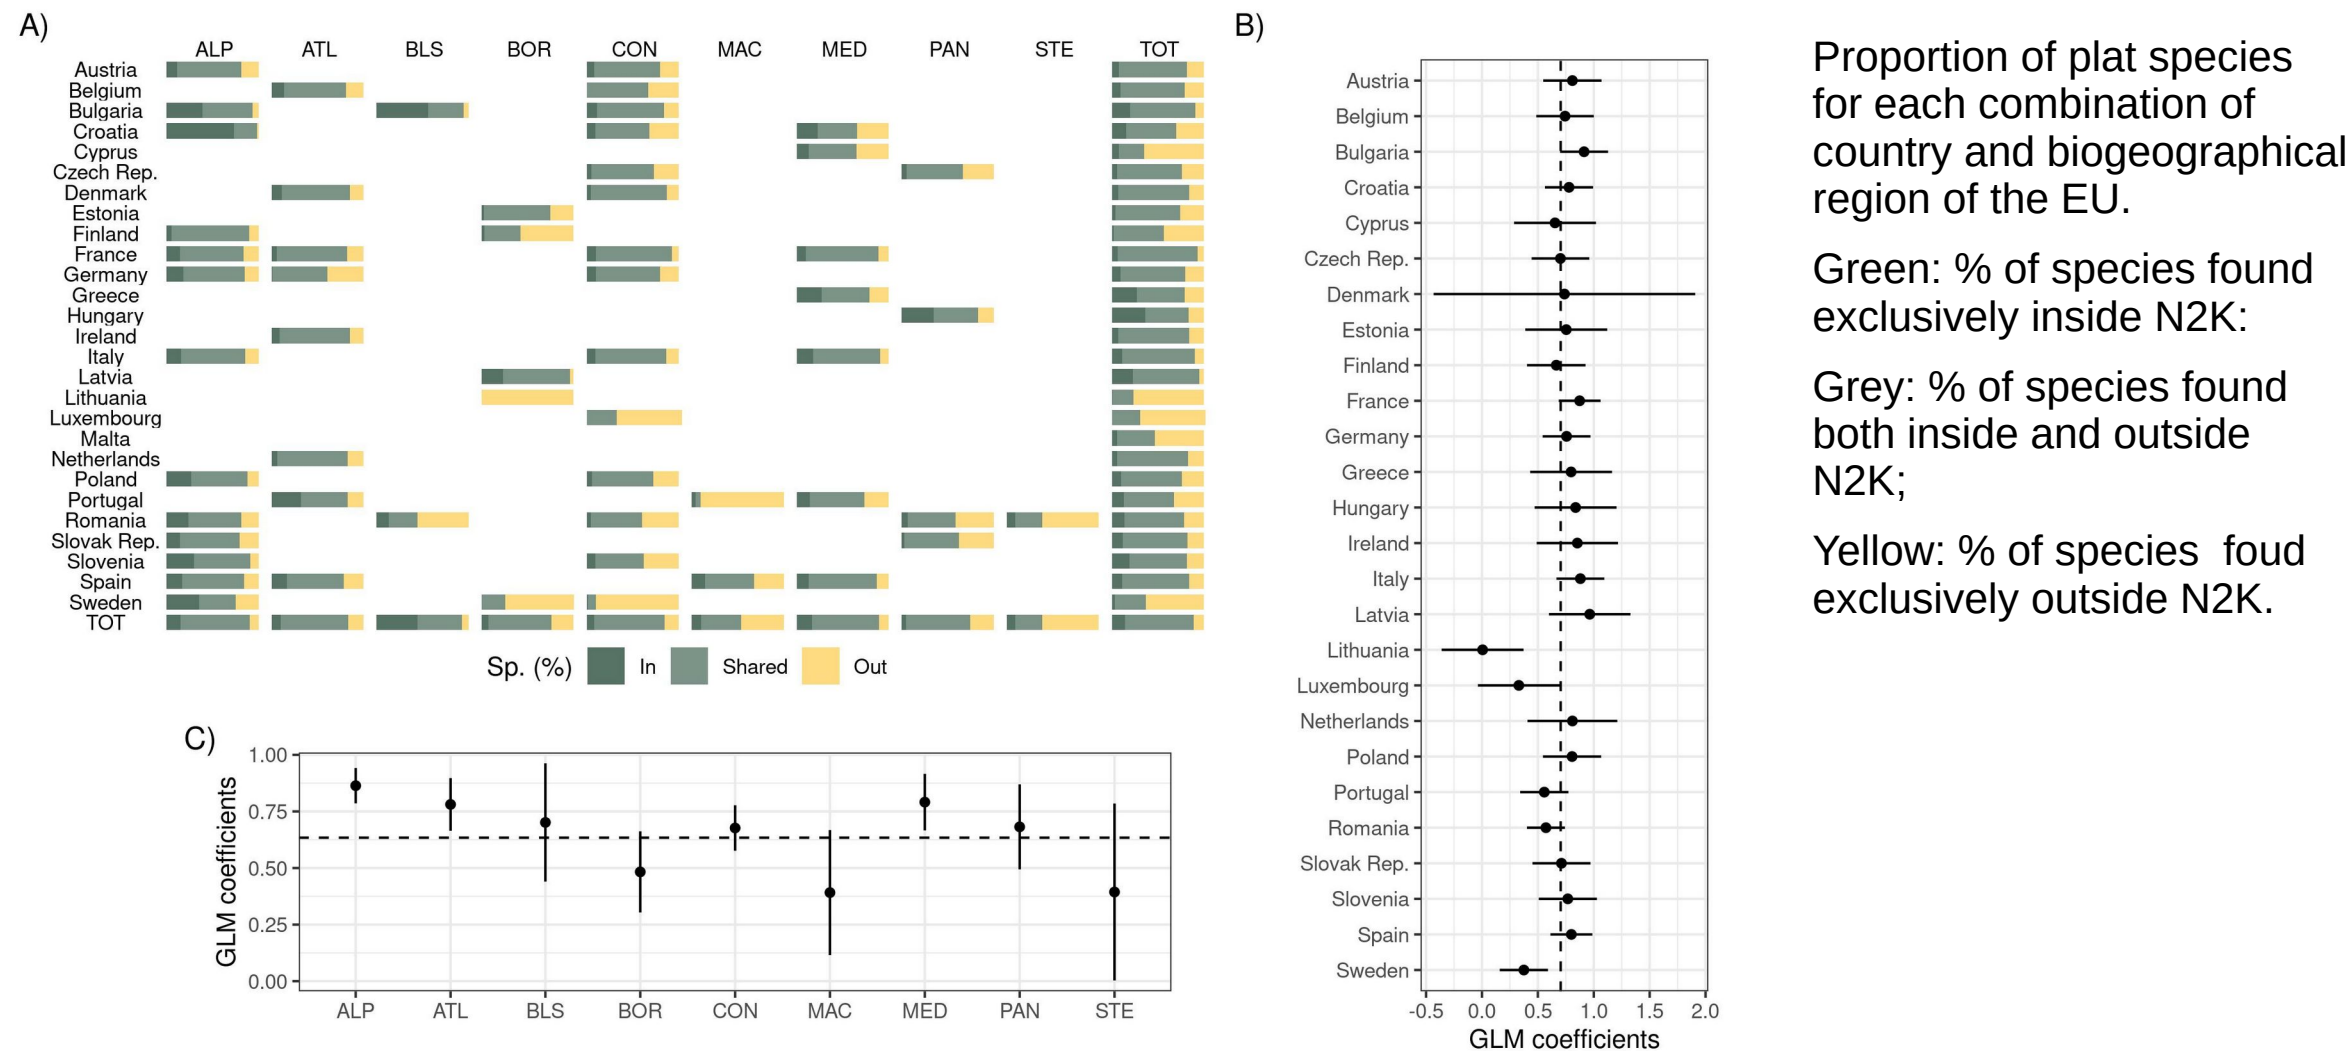 A)
ALP ATL BLS BOR CON MAC MED PAN STE TOT
Austria
Belgium
Bulgaria
Croatia
Cyprus
Czech Rep.
Denmark
Estonia
Finland
France
Germany
Greece
Hungary
Ireland
Italy
Latvia
Lithuania
Luxembourg
Malta
Netherlands
Poland
Portugal
Romania
Slovak Rep.
Slovenia
Spain
Sweden
TOT
Sp. (%) In Shared Out
B)
Austria
Belgium
Bulgaria
Croatia
Cyprus
Czech Rep.
Denmark
Estonia
Finland
France
Germany
Greece
Hungary
Ireland
Italy
Latvia
Lithuania
Luxembourg
Netherlands
Poland
Portugal
Romania
Slovak Rep.
Slovenia
Spain
Sweden
-0.5 0.0 0.5 1.0 1.5 2.0
GLM coefficients
C)
GLM coefficients
1.00
0.75
0.50
0.25
0.00
ALP ATL BLS BOR CON MAC MED PAN STE
Proportion of plat species
for each combination of
country and biogeographical
region of the EU.
Green: % of species found
exclusively inside N2K:
Grey: % of species found
both inside and outside
N2K;
Yellow: % of species foud
exclusively outside N2K.